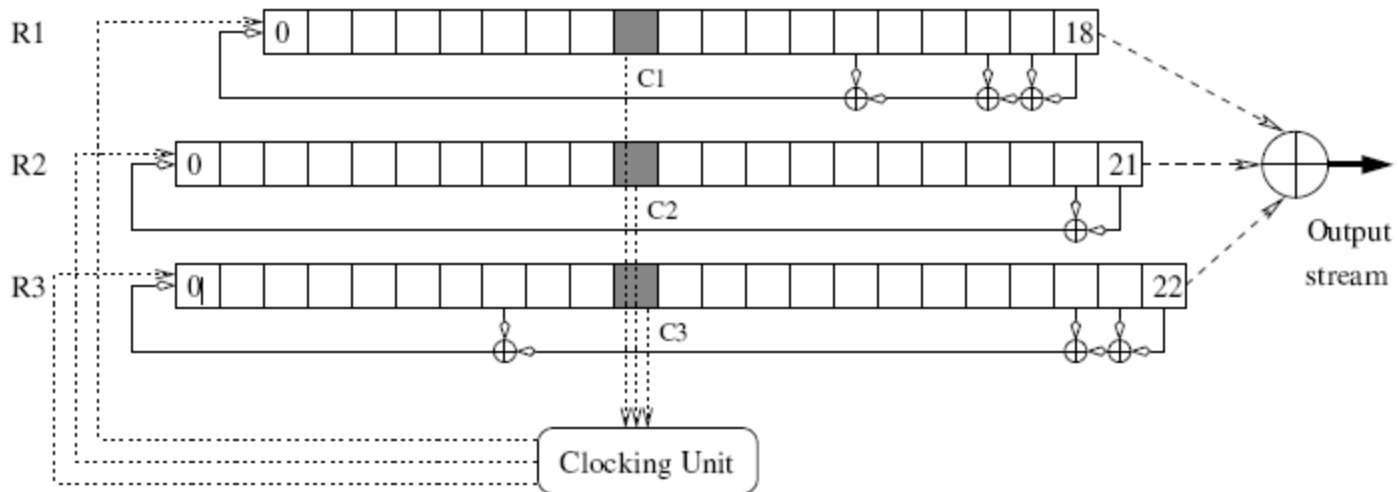 R1 0 18
C1
R2 0 21
C2
Output
stream
R3 0 22
C3
Clocking Unit